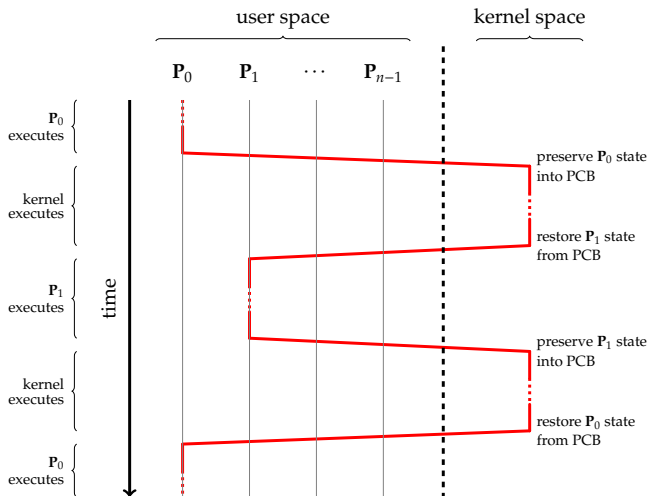 user space
kernel space
P0
P1
⋯
Pn−1
P0
executes
preserve P0 state
into PCB
kernel
executes
restore P1 state
from PCB
P1
executes
time
preserve P1 state
into PCB
kernel
executes
restore P0 state
from PCB
P0
executes